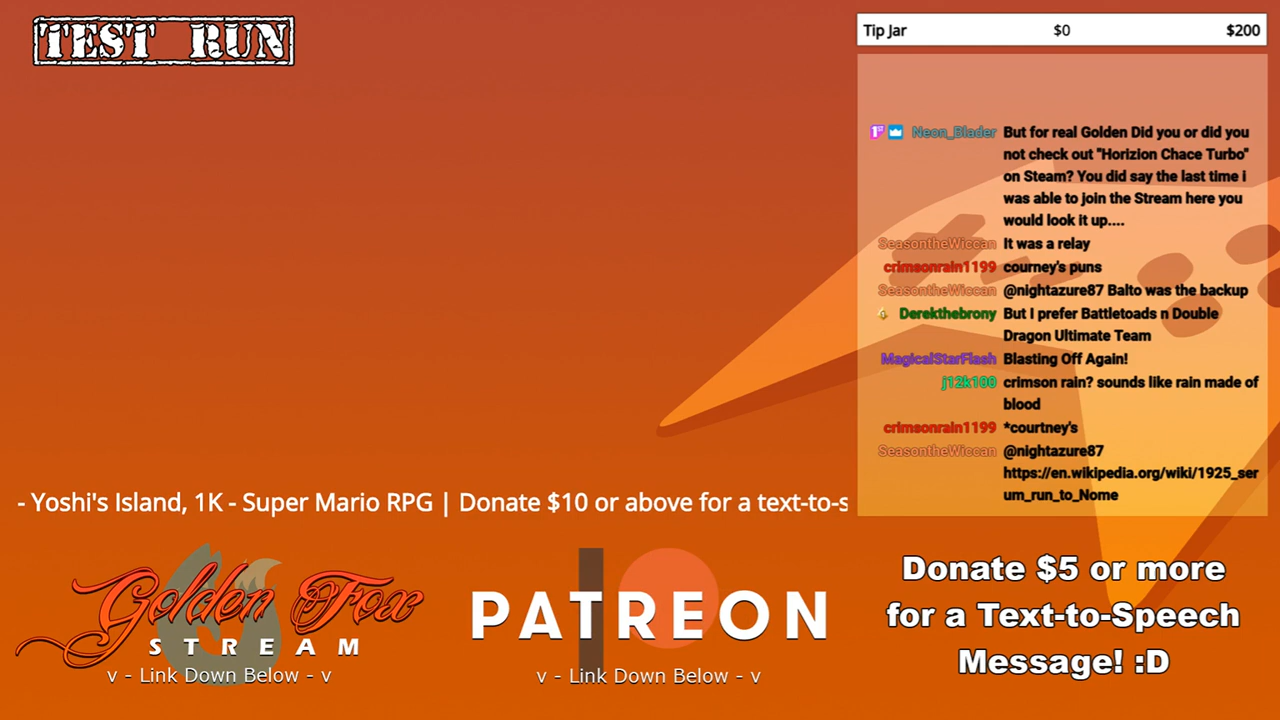 TEST RUN
Tip Jar $0 $200
Neon_Blader But for real Golden Did you or did you
not check out "Horizion Chace Turbo"
on Steam? You did say the last time i
was able to join the Stream here you
would look it up....
SeasontheWiccan It was a relay
crimsonrain1199 courney's puns
SeasontheWiccan @nightazure87 Balto was the backup
Derekthebrony But I prefer Battletoads n Double
Dragon Ultimate Team
MagicalStarFlash Blasting Off Again!
j12k100 crimson rain? sounds like rain made of
blood
crimsonrain1199 *courtney's
SeasontheWiccan @nightazure87
https://en.wikipedia.org/wiki/1925_ser
um_run_to_Nome
- Yoshi's Island, 1K - Super Mario RPG | Donate $10 or above for a text-to-s
Golden Fox
STREAM
v - Link Down Below - v
PATREON
v - Link Down Below - v
Donate $5 or more
for a Text-to-Speech
Message! :D